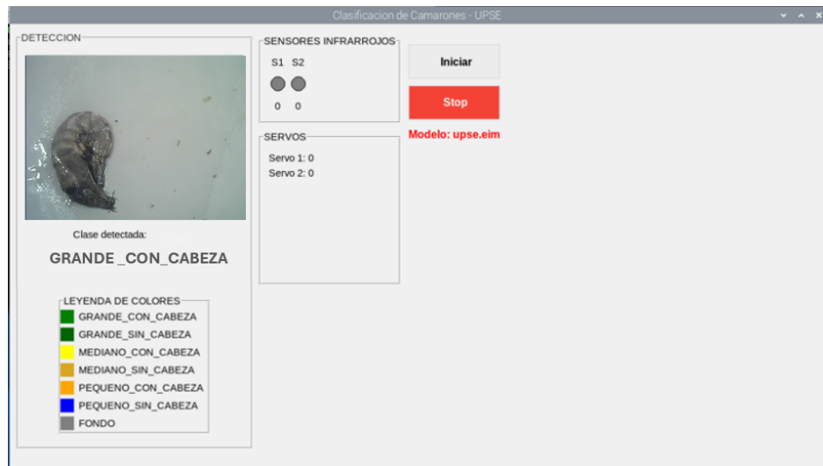 Clasificacion de Camarones - UPSE
DETECCION
Clase detectada:
GRANDE _CON_CABEZA
LEYENDA DE COLORES
GRANDE_CON_CABEZA
GRANDE_SIN_CABEZA
MEDIANO_CON_CABEZA
MEDIANO_SIN_CABEZA
PEQUENO_CON_CABEZA
PEQUENO_SIN_CABEZA
FONDO
SENSORES INFRARROJOS
S1 S2
0 0
SERVOS
Servo 1: 0
Servo 2: 0
Iniciar
Stop
Modelo: upse.eim